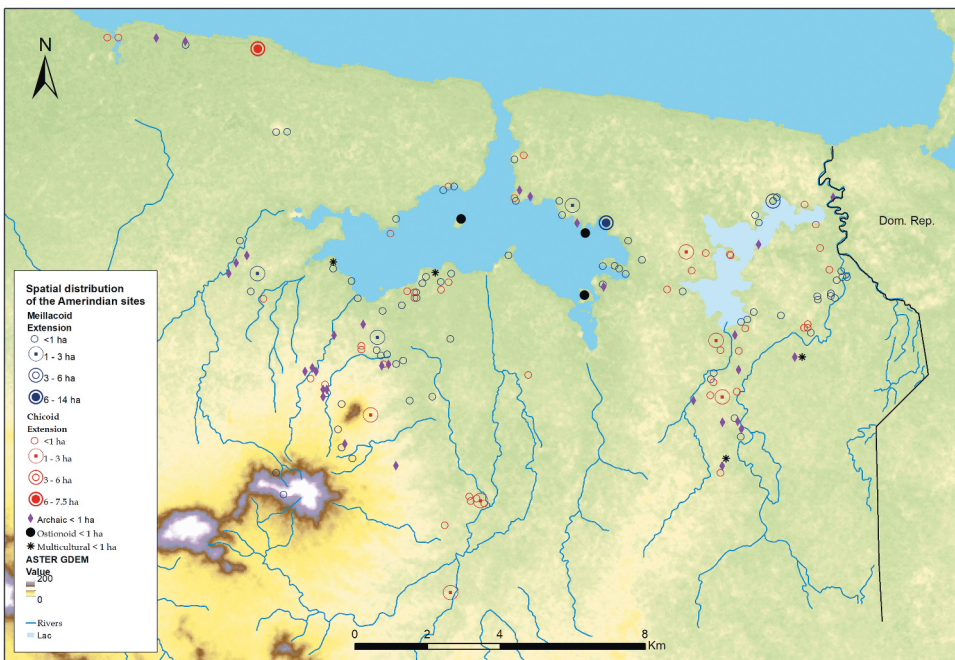 N
Dom. Rep.
Spatial distribution
of the Amerindian sites
Meillacoid
Extension
<1 ha
1 - 3 ha
3 - 6 ha
6 - 14 ha
Chicoid
Extension
<1 ha
1 - 3 ha
3 - 6 ha
6 - 7.5 ha
Archaic < 1 ha
Ostionoid < 1 ha
Multicultural < 1 ha
ASTER GDEM
Value
200
0
Rivers
Lac
0 2 4 8
Km